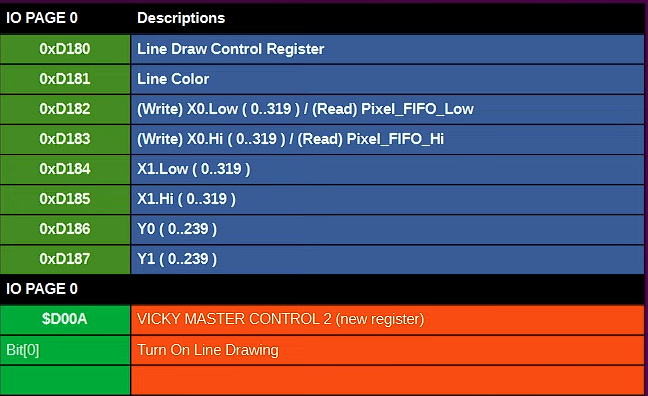 IO PAGE 0 Descriptions
0xD180 Line Draw Control Register
0xD181 Line Color
0xD182 (Write) X0.Low ( 0..319 ) / (Read) Pixel_FIFO_Low
0xD183 (Write) X0.Hi ( 0..319 ) / (Read) Pixel_FIFO_Hi
0xD184 X1.Low ( 0..319 )
0xD185 X1.Hi ( 0..319 )
0xD186 Y0 ( 0..239 )
0xD187 Y1 ( 0..239 )
IO PAGE 0
$D00A VICKY MASTER CONTROL 2 (new register)
Bit[0] Turn On Line Drawing